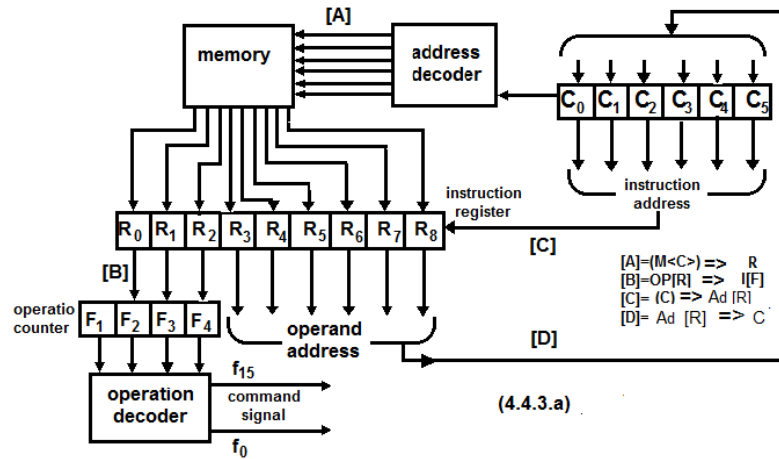 [A]
memory
address
decoder
C0 C1 C2 C3 C4 C5
instruction
address
instruction
register
R0 R1 R2 R3 R4 R5 R6 R7 R8
[C]
[B]
[A]=(M<C>) => R
[B]=OP[R] => I[F]
[C]= (C) => Ad [R]
[D]= Ad [R] => C
operatio
counter
F1 F2 F3 F4
operand
address
[D]
operation
decoder
f15
command
signal
f0
(4.4.3.a)